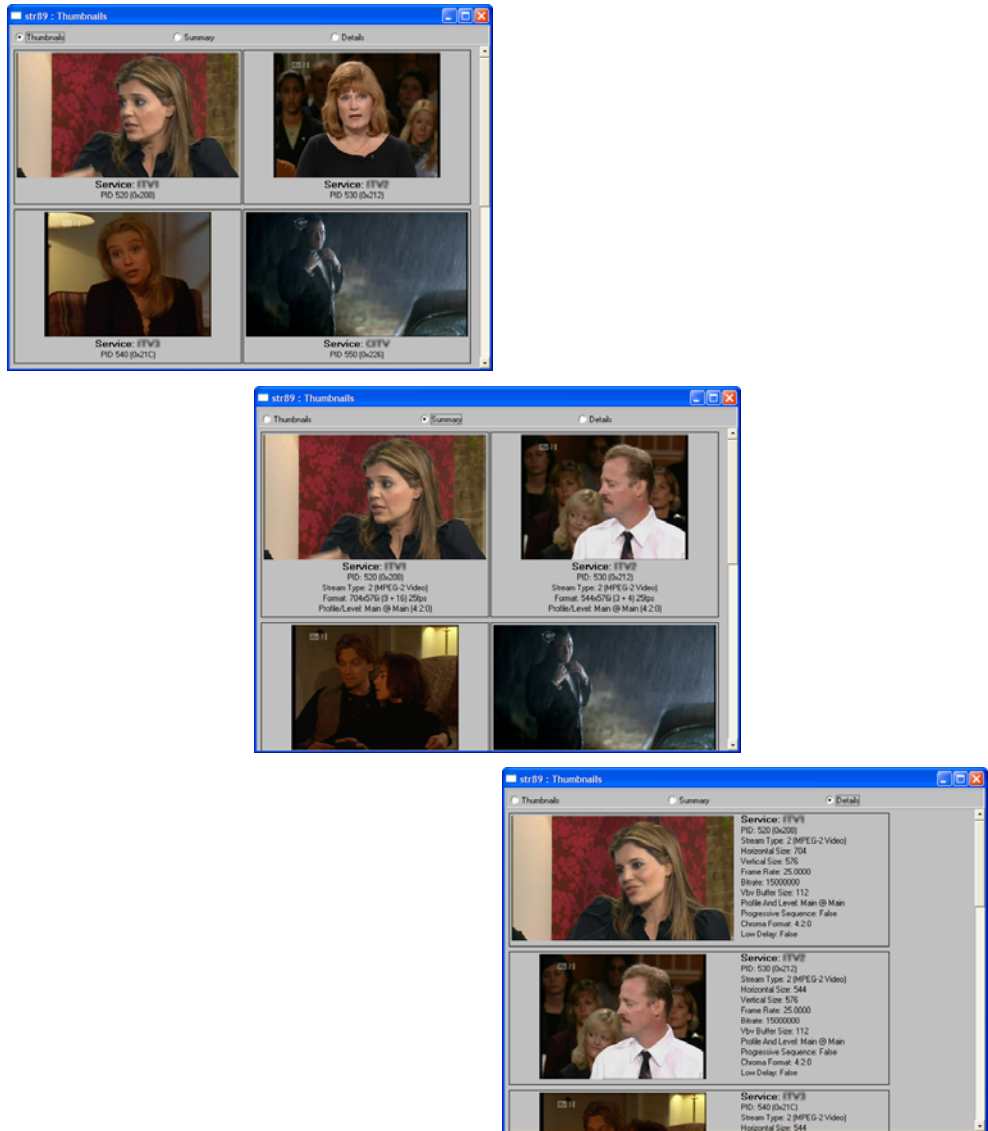 str89 : Thumbnails
Thumbnails Summary Details
Service: ITV1
PID 520 (0x208)
Service: ITV2
PID 530 (0x212)
Service: ITV3
PID 540 (0x21C)
Service: CITV
PID 550 (0x226)
str89 : Thumbnails
Thumbnails Summary Details
Service: ITV1
PID: 520 (0x208)
Stream Type: 2 (MPEG-2 Video)
Format: 704x576i (9 + 16) 25fps
Profile/Level: Main @ Main (4:2:0)
Service: ITV2
PID: 530 (0x212)
Stream Type: 2 (MPEG-2 Video)
Format: 544x576i (3 + 4) 25fps
Profile/Level: Main @ Main (4:2:0)
str89 : Thumbnails
Thumbnails Summary Details
Service: ITV1
PID: 520 (0x208)
Stream Type: 2 (MPEG-2 Video)
Horizontal Size: 704
Vertical Size: 576
Frame Rate: 25.0000
Bitrate: 15000000
Vbv Buffer Size: 112
Profile And Level: Main @ Main
Progressive Sequence: False
Chroma Format: 4:2:0
Low Delay: False
Service: ITV2
PID: 530 (0x212)
Stream Type: 2 (MPEG-2 Video)
Horizontal Size: 544
Vertical Size: 576
Frame Rate: 25.0000
Bitrate: 15000000
Vbv Buffer Size: 112
Profile And Level: Main @ Main
Progressive Sequence: False
Chroma Format: 4:2:0
Low Delay: False
Service: ITV3
PID: 540 (0x21C)
Stream Type: 2 (MPEG-2 Video)
Horizontal Size: 544